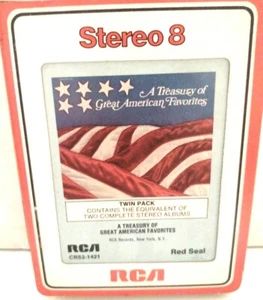 Stereo 8
A Treasury of
Great American Favorites
TWIN PACK
CONTAINS THE EQUIVALENT OF
TWO COMPLETE STEREO ALBUMS
A TREASURY OF
GREAT AMERICAN FAVORITES
RCA Records, New York, N.Y.
RCA
CRS2-1421
Red Seal
RCA